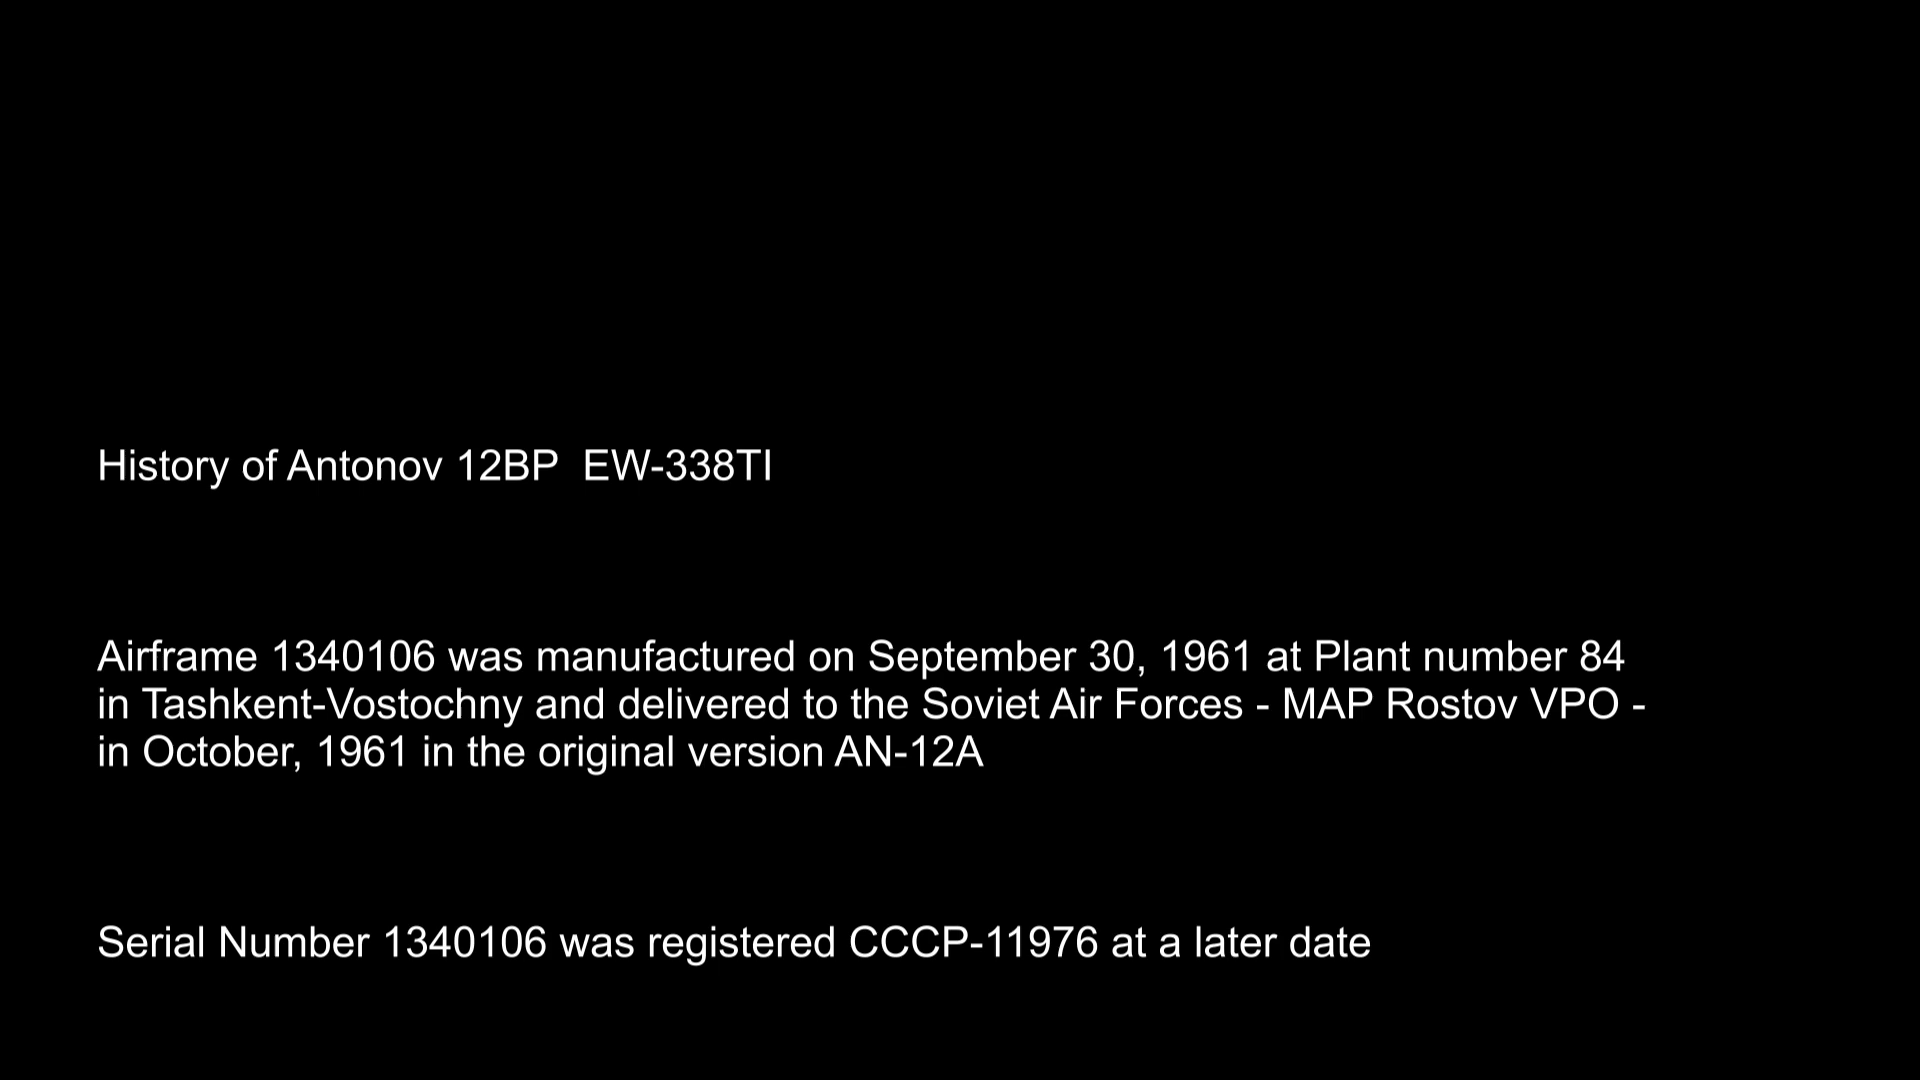 History of Antonov 12BP  EW-338TI
Airframe 1340106 was manufactured on September 30, 1961 at Plant number 84
in Tashkent-Vostochny and delivered to the Soviet Air Forces - MAP Rostov VPO -
in October, 1961 in the original version AN-12A
Serial Number 1340106 was registered CCCP-11976 at a later date